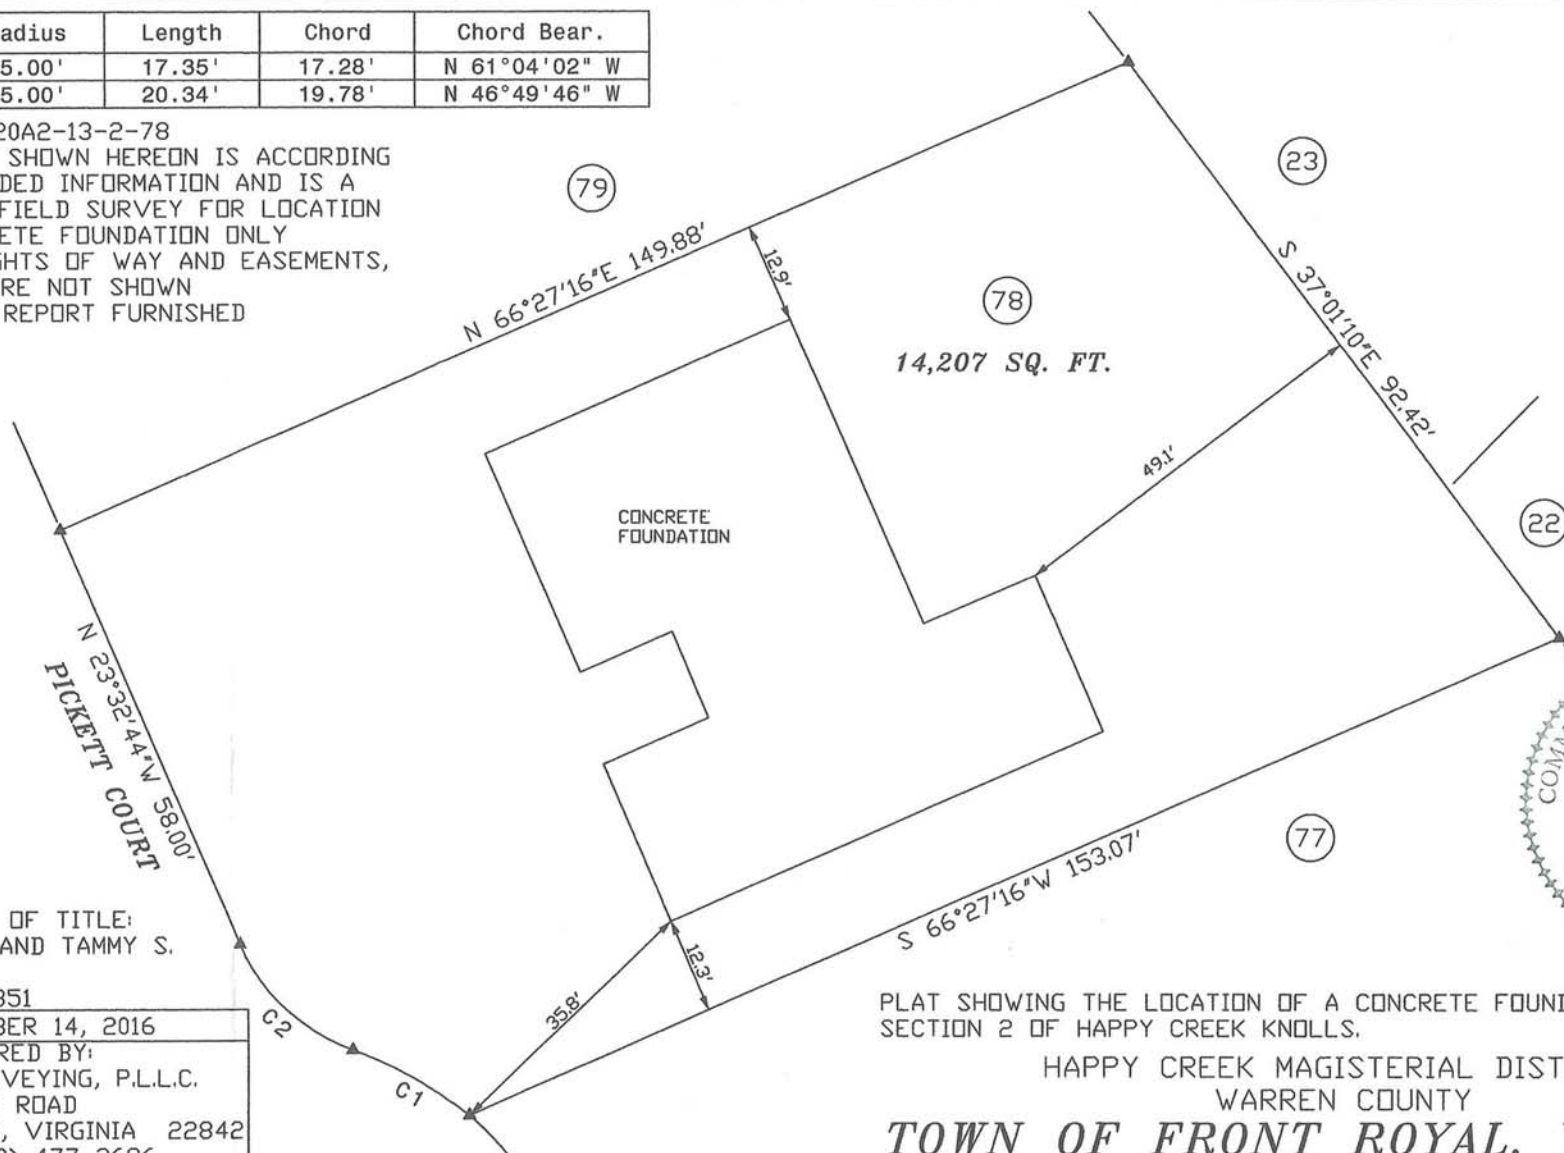 adius Length Chord Chord Bear.
5.00' 17.35' 17.28' N 61°04'02" W
5.00' 20.34' 19.78' N 46°49'46" W
20A2-13-2-78
SHOWN HEREON IS ACCORDING
DED INFORMATION AND IS A
FIELD SURVEY FOR LOCATION
ETE FOUNDATION ONLY
GHTS OF WAY AND EASEMENTS,
RE NOT SHOWN
REPORT FURNISHED
79
23
N 66°27'16"E 149.88'
12.9'
78
14,207 SQ. FT.
S 37°01'10"E 92.42'
49.1'
22
CONCRETE
FOUNDATION
N 23°32'44"W 58.00'
PICKETT COURT
77
S 66°27'16"W 153.07'
12.3'
35.8'
C2
C1
COMM
OF TITLE:
AND TAMMY S.
351
BER 14, 2016
RED BY:
VEYING, P.L.L.C.
ROAD
, VIRGINIA 22842
PLAT SHOWING THE LOCATION OF A CONCRETE FOUN
SECTION 2 OF HAPPY CREEK KNOLLS.
HAPPY CREEK MAGISTERIAL DIST
WARREN COUNTY
TOWN OF FRONT ROYAL,